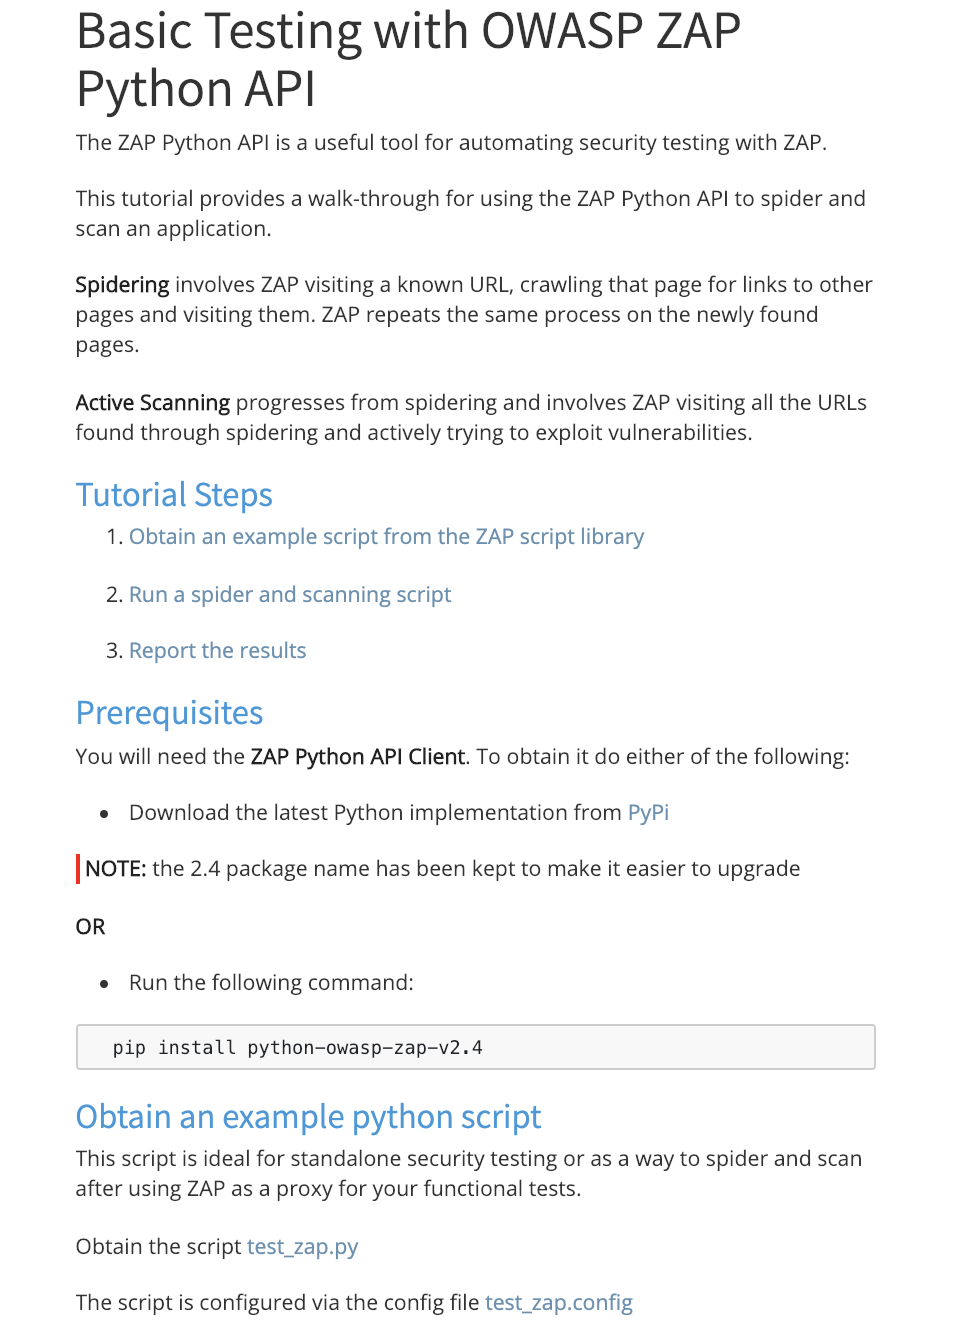 Basic Testing with OWASP ZAP
Python API
The ZAP Python API is a useful tool for automating security testing with ZAP.
This tutorial provides a walk-through for using the ZAP Python API to spider and
scan an application.
Spidering involves ZAP visiting a known URL, crawling that page for links to other
pages and visiting them. ZAP repeats the same process on the newly found
pages.
Active Scanning progresses from spidering and involves ZAP visiting all the URLs
found through spidering and actively trying to exploit vulnerabilities.
Tutorial Steps
1. Obtain an example script from the ZAP script library
2. Run a spider and scanning script
3. Report the results
Prerequisites
You will need the ZAP Python API Client. To obtain it do either of the following:
• Download the latest Python implementation from PyPi
NOTE: the 2.4 package name has been kept to make it easier to upgrade
OR
• Run the following command:
pip install python-owasp-zap-v2.4
Obtain an example python script
This script is ideal for standalone security testing or as a way to spider and scan
after using ZAP as a proxy for your functional tests.
Obtain the script test_zap.py
The script is configured via the config file test_zap.config